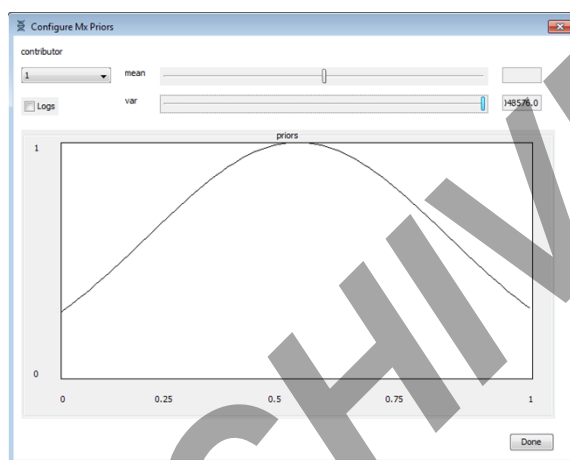 Configure Mx Priors
contributor
1
mean
Logs
var
)48576.0
priors
1
0
0 0.25 0.5 0.75 1
Done
CHIV